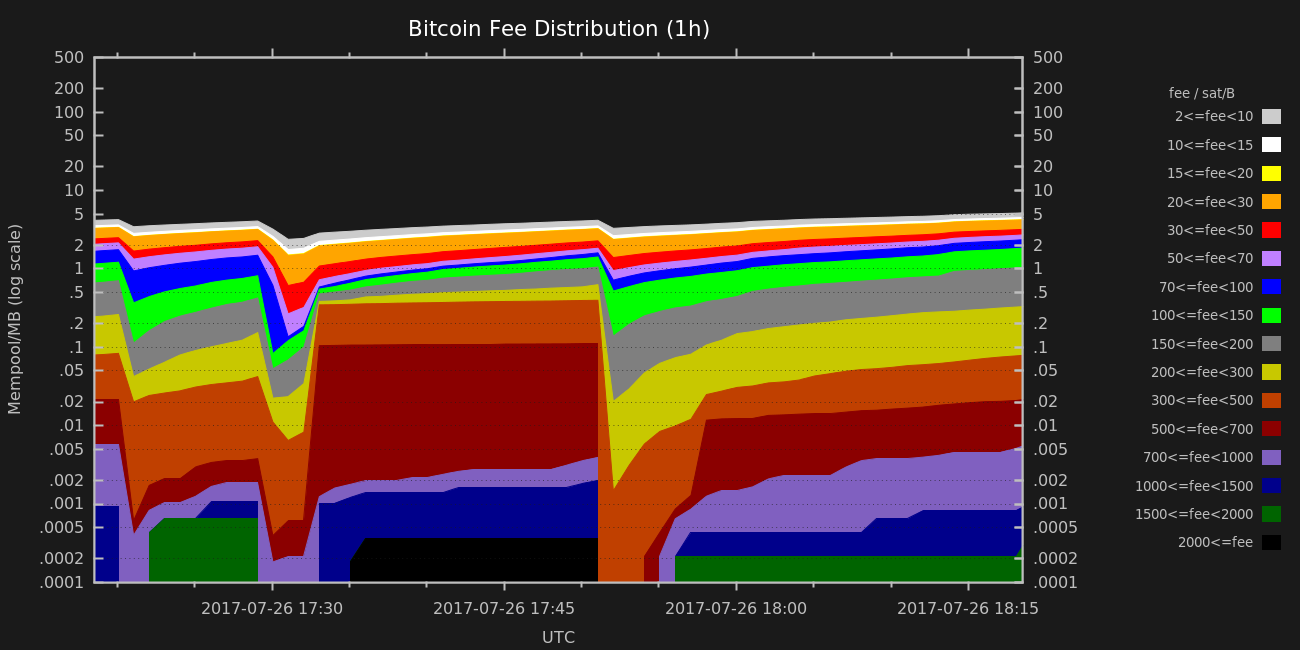 Bitcoin Fee Distribution (1h)
Mempool/MB (log scale)
500
200
100
50
20
10
5
2
1
.5
.2
.1
.05
.02
.01
.005
.002
.001
.0005
.0002
.0001
500
200
100
50
20
10
5
2
1
.5
.2
.1
.05
.02
.01
.005
.002
.001
.0005
.0002
.0001
2017-07-26 17:30
2017-07-26 17:45
2017-07-26 18:00
2017-07-26 18:15
UTC
fee / sat/B
2<=fee<10
10<=fee<15
15<=fee<20
20<=fee<30
30<=fee<50
50<=fee<70
70<=fee<100
100<=fee<150
150<=fee<200
200<=fee<300
300<=fee<500
500<=fee<700
700<=fee<1000
1000<=fee<1500
1500<=fee<2000
2000<=fee